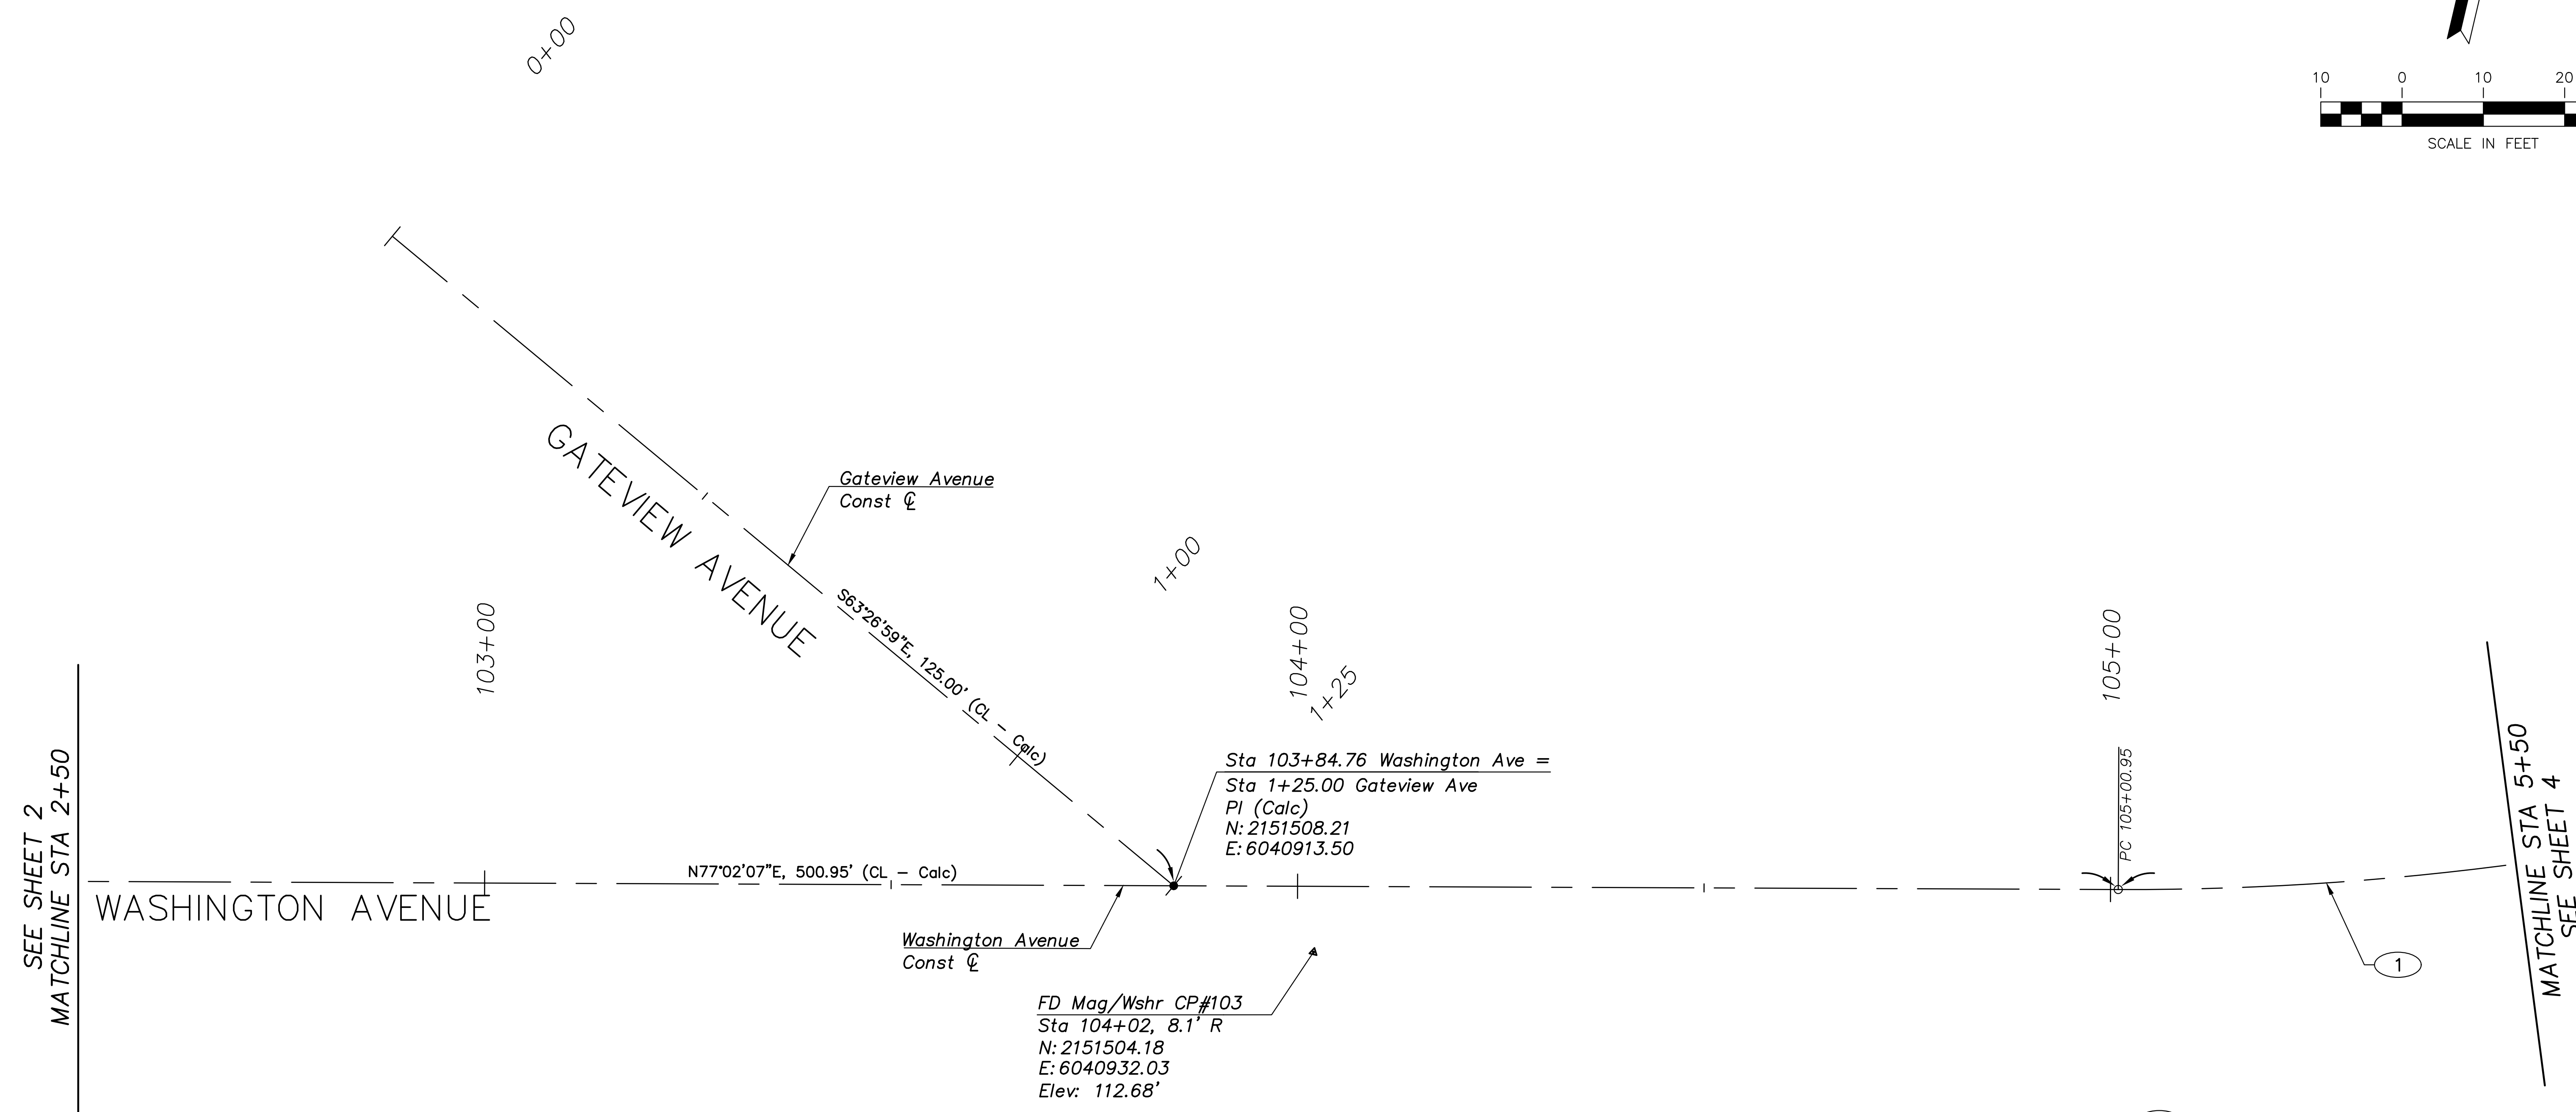 0+00
10 0 10 20
SCALE IN FEET
GATEVIEW AVENUE
Gateview Avenue
Const ℄
S63°26'59"E, 125.00' (CL - Calc)
1+00
103+00
104+00
1+25
105+00
SEE SHEET 2
MATCHLINE STA 2+50
N77°02'07"E, 500.95' (CL - Calc)
WASHINGTON AVENUE
Sta 103+84.76 Washington Ave =
Sta 1+25.00 Gateview Ave
PI (Calc)
N: 2151508.21
E: 6040913.50
PC 105+00.95
MATCHLINE STA 5+50
SEE SHEET 4
Washington Avenue
Const ℄
1
FD Mag/Wshr CP#103
Sta 104+02, 8.1' R
N: 2151504.18
E: 6040932.03
Elev: 112.68'